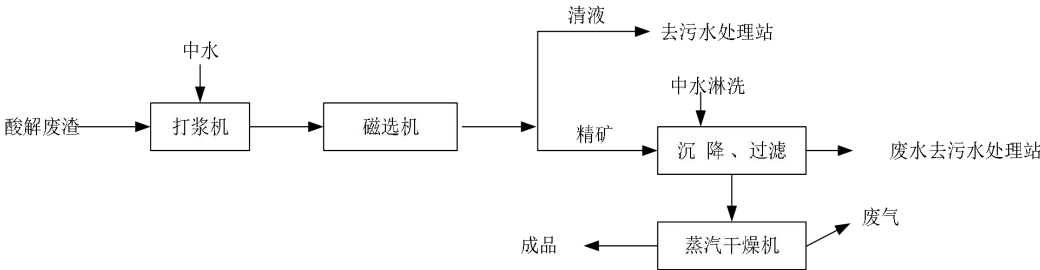 清液
去污水处理站
中水
中水淋洗
酸解废渣
打浆机
磁选机
精矿
沉 降、过滤
废水去污水处理站
废气
成品
蒸汽干燥机